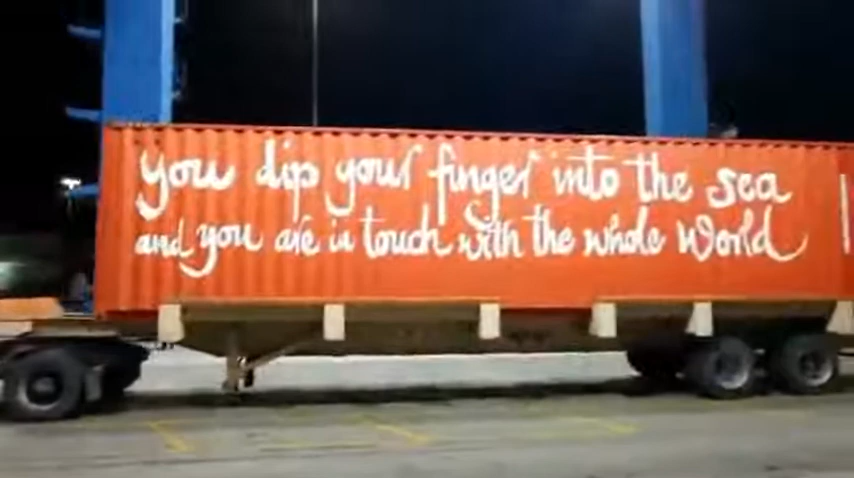 you dip your finger into the sea
and you are in touch with the whole world